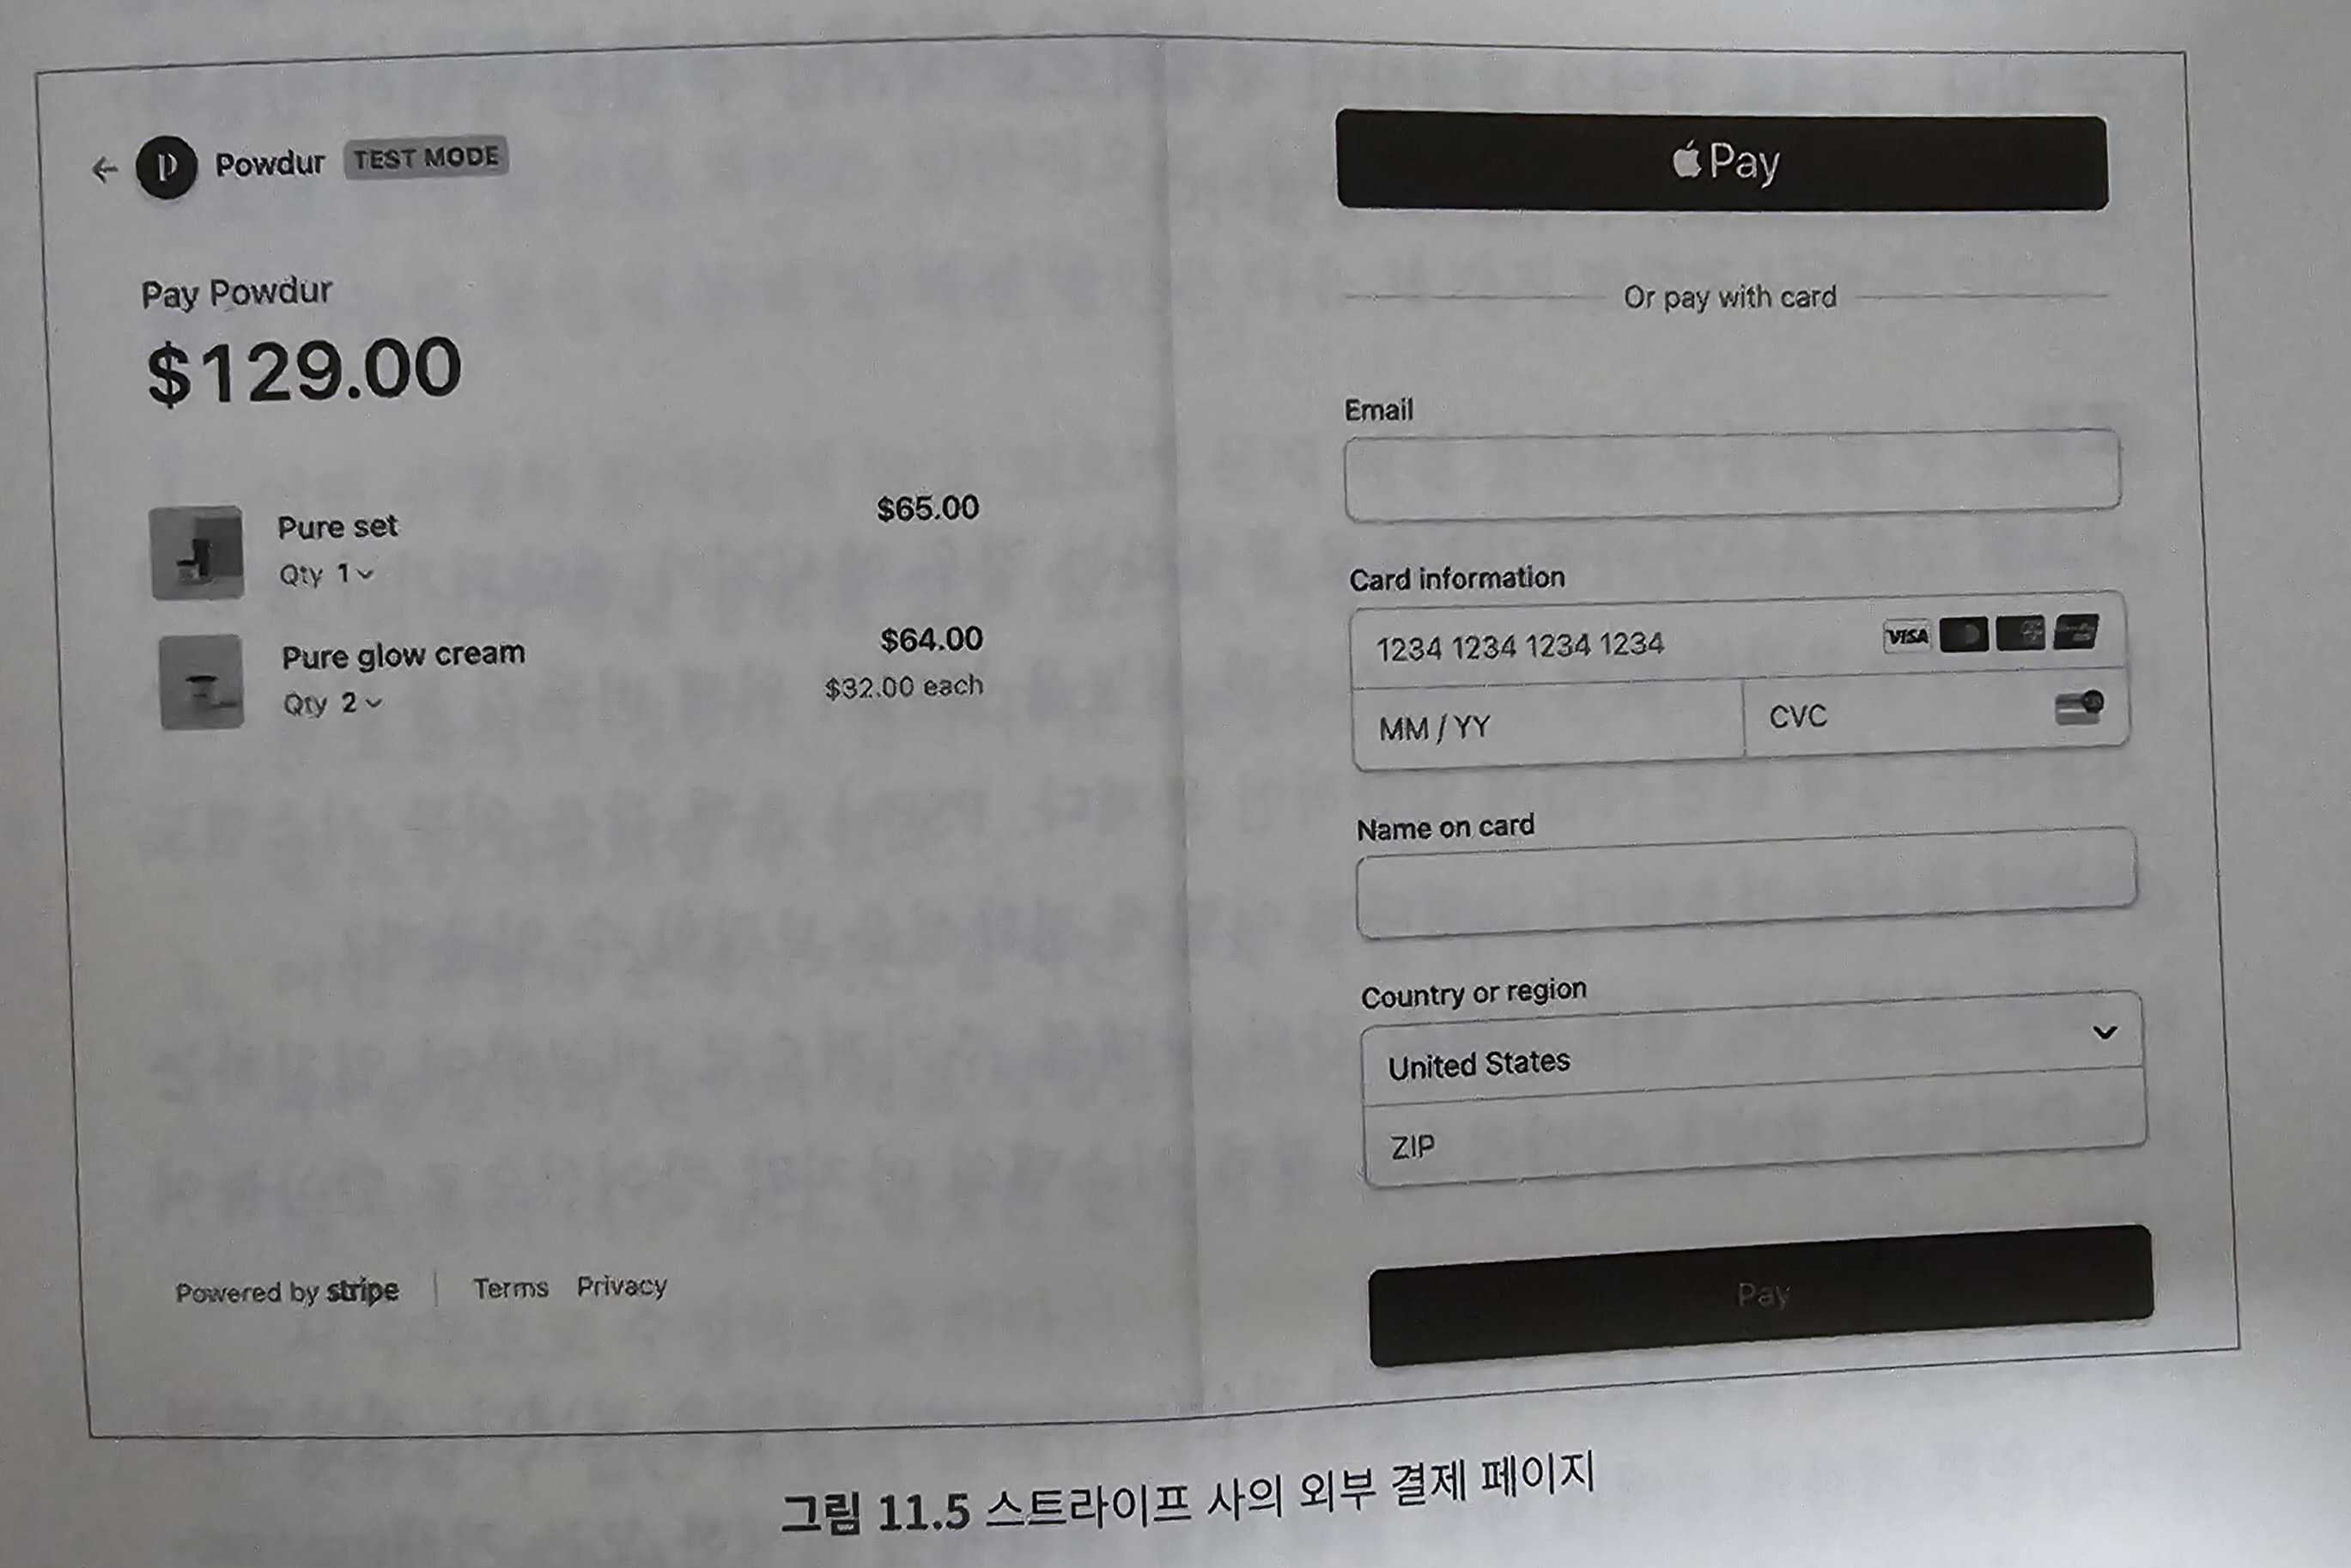 Powdur TEST MODE
Pay Powdur
$129.00
Pure set $65.00
Qty 1
Pure glow cream $64.00
Qty 2 $32.00 each
Powered by stripe Terms Privacy
Pay
Or pay with card
Email
Card information
1234 1234 1234 1234 VISA
MM / YY CVC
Name on card
Country or region
United States
ZIP
Pay
그림 11.5 스트라이프 사의 외부 결제 페이지